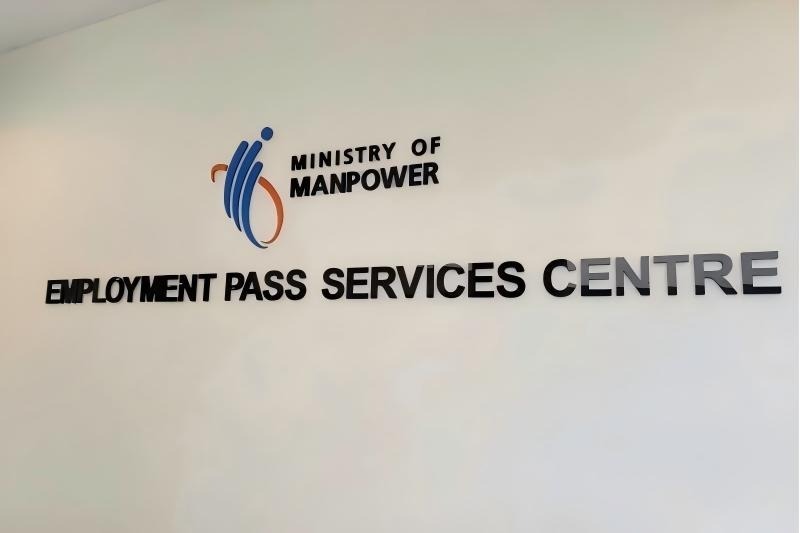 MINISTRY OF
MANPOWER
EMPLOYMENT PASS SERVICES CENTRE